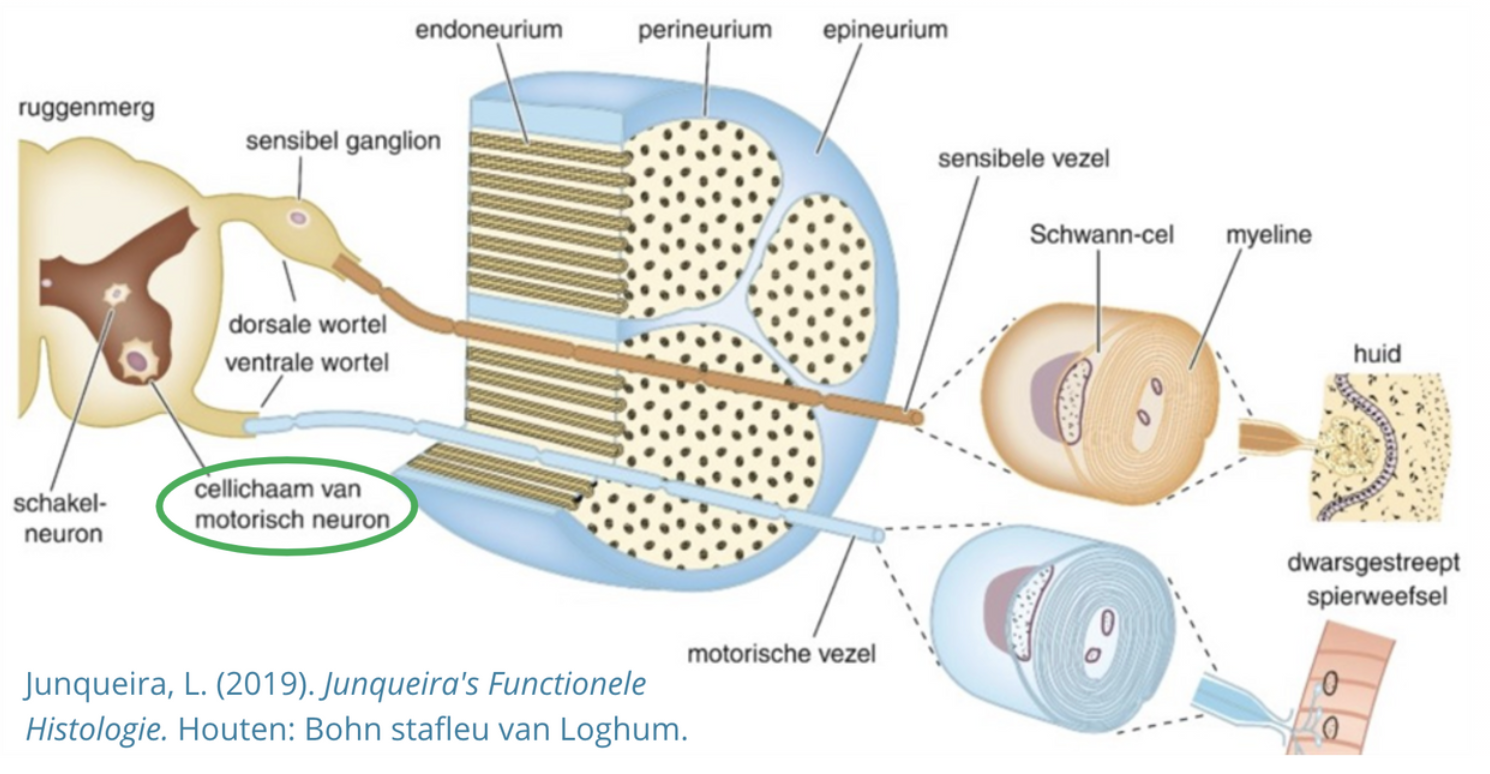 endoneurium
perineurium
epineurium
ruggenmerg
sensibel ganglion
sensibele vezel
Schwann-cel
myeline
dorsale wortel
ventrale wortel
huid
schakel-
neuron
cellichaam van
motorisch neuron
dwarsgestreept
spierweefsel
motorische vezel
Junqueira, L. (2019). Junqueira's Functionele
Histologie. Houten: Bohn stafleu van Loghum.